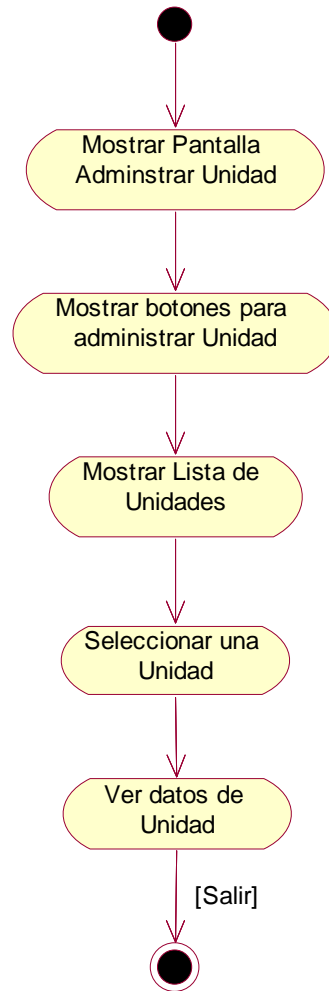 Mostrar Pantalla
Adminstrar Unidad
Mostrar botones para
administrar Unidad
Mostrar Lista de
Unidades
Seleccionar una
Unidad
Ver datos de
Unidad
[Salir]